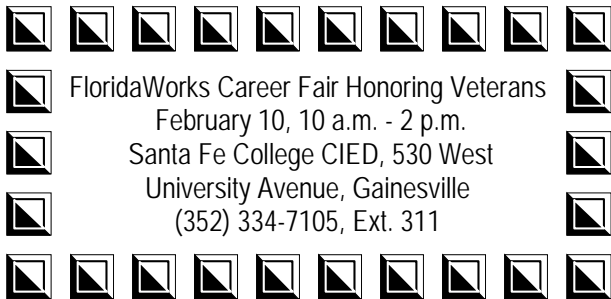 FloridaWorks Career Fair Honoring Veterans
February 10, 10 a.m. - 2 p.m.
Santa Fe College CIED, 530 West
University Avenue, Gainesville
(352) 334-7105, Ext. 311